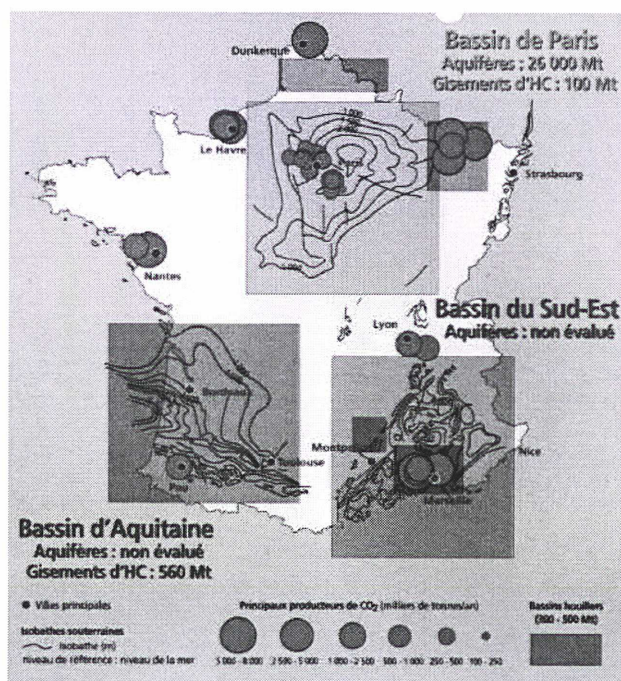 Bassin de Paris
Aquifères : 26 000 Mt
Gisements d'HC : 100 Mt
Dunkerque
Le Havre
Paris
Strasbourg
Nantes
Lyon
Bassin du Sud-Est
Aquifères : non évalué
Bordeaux
Toulouse
Pau
Montpellier
Nice
Marseille
Bassin d'Aquitaine
Aquifères : non évalué
Gisements d'HC : 560 Mt
Villes principales
Isobathes souterraines
Isobathe (m)
niveau de référence : niveau de la mer
Principaux producteurs de CO₂ (milliers de tonnes/an)
5 000 - 8 000 2 500 - 5 000 1 000 - 2 500 500 - 1 000 250 - 500 100 - 250
Bassins houillers
(300 - 500 Mt)